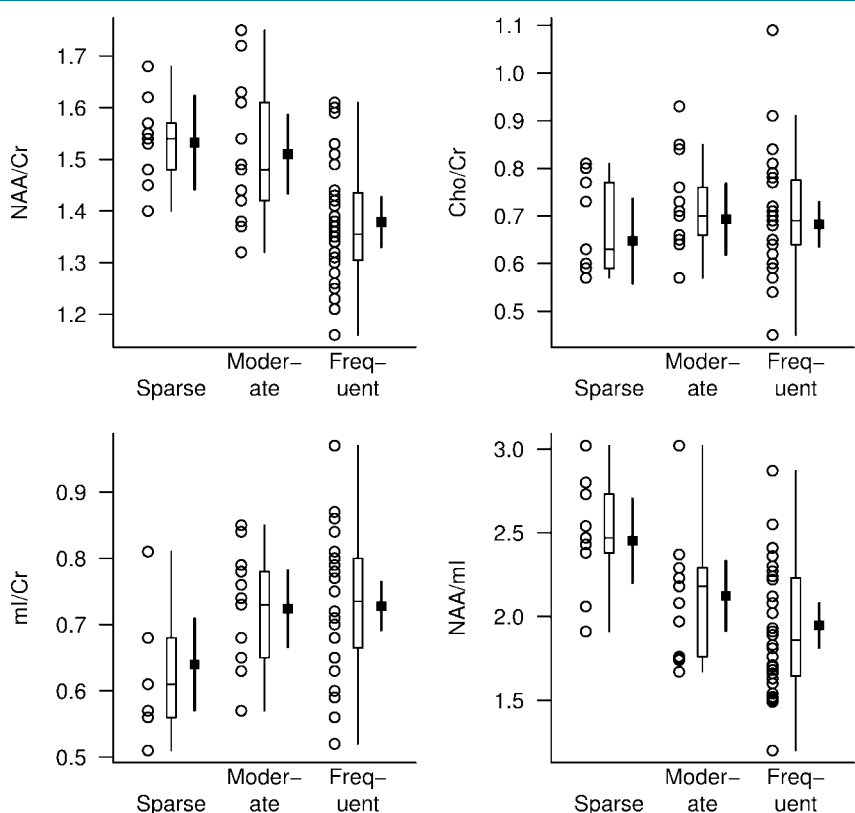 NAA/Cr
1.7
1.6
1.5
1.4
1.3
1.2
Sparse
Moder–
ate
Freq–
uent
Cho/Cr
1.1
1.0
0.9
0.8
0.7
0.6
0.5
Sparse
Moder–
ate
Freq–
uent
mI/Cr
0.9
0.8
0.7
0.6
0.5
Sparse
Moder–
ate
Freq–
uent
NAA/mI
3.0
2.5
2.0
1.5
Sparse
Moder–
ate
Freq–
uent